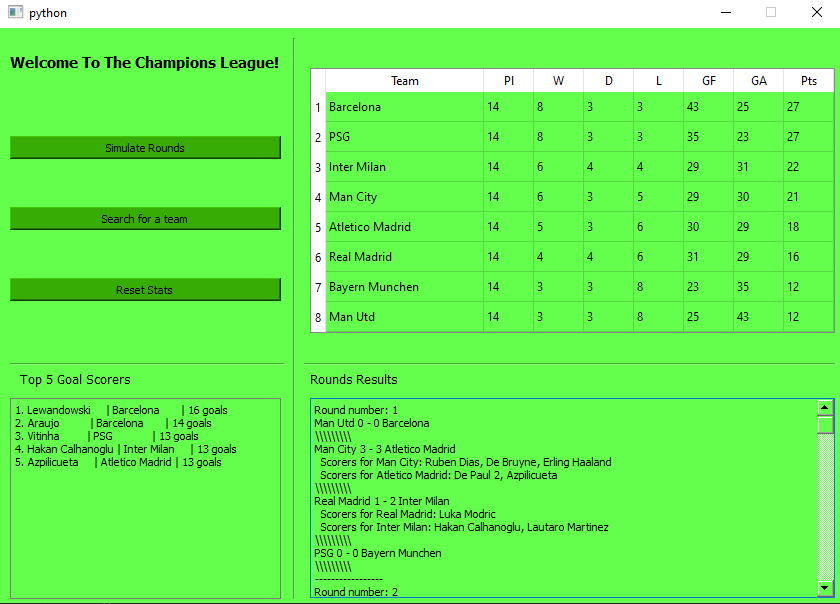 python
Welcome To The Champions League!
Simulate Rounds
Search for a team
Reset Stats
Team Pl W D L GF GA Pts
1 Barcelona 14 8 3 3 43 25 27
2 PSG 14 8 3 3 35 23 27
3 Inter Milan 14 6 4 4 29 31 22
4 Man City 14 6 3 5 29 30 21
5 Atletico Madrid 14 5 3 6 30 29 18
6 Real Madrid 14 4 4 6 31 29 16
7 Bayern Munchen 14 3 3 8 23 35 12
8 Man Utd 14 3 3 8 25 43 12
Top 5 Goal Scorers
1. Lewandowski | Barcelona | 16 goals
2. Araujo | Barcelona | 14 goals
3. Vitinha | PSG | 13 goals
4. Hakan Calhanoglu | Inter Milan | 13 goals
5. Azpilicueta | Atletico Madrid | 13 goals
Rounds Results
Round number: 1
Man Utd 0 - 0 Barcelona
\\\\\\\\\
Man City 3 - 3 Atletico Madrid
Scorers for Man City: Ruben Dias, De Bruyne, Erling Haaland
Scorers for Atletico Madrid: De Paul 2, Azpilicueta
\\\\\\\\\
Real Madrid 1 - 2 Inter Milan
Scorers for Real Madrid: Luka Modric
Scorers for Inter Milan: Hakan Calhanoglu, Lautaro Martinez
\\\\\\\\\
PSG 0 - 0 Bayern Munchen
\\\\\\\\\
-----------------
Round number: 2